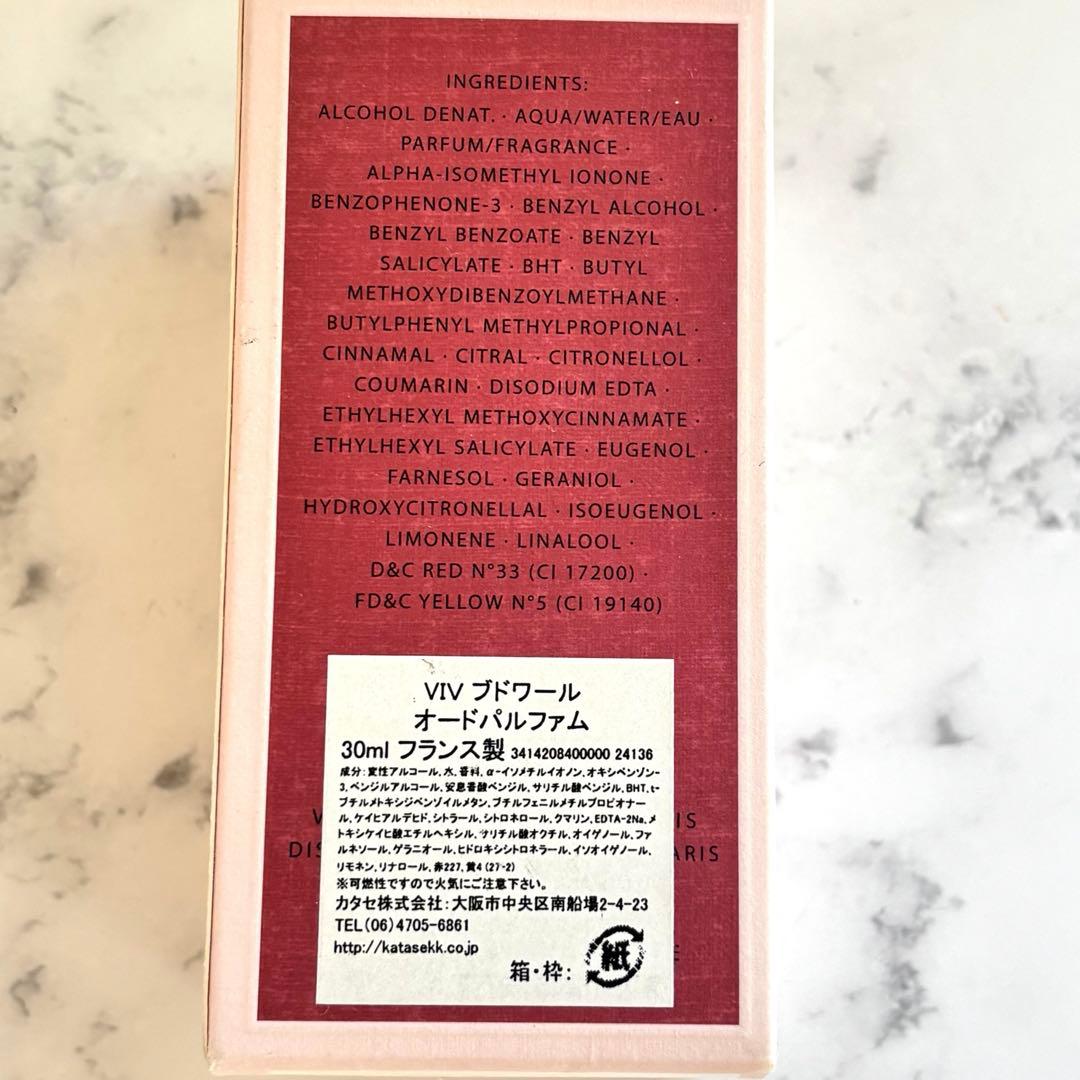 INGREDIENTS:
ALCOHOL DENAT. · AQUA/WATER/EAU ·
PARFUM/FRAGRANCE ·
ALPHA-ISOMETHYL IONONE ·
BENZOPHENONE-3 · BENZYL ALCOHOL ·
BENZYL BENZOATE · BENZYL
SALICYLATE · BHT · BUTYL
METHOXYDIBENZOYLMETHANE ·
BUTYLPHENYL METHYLPROPIONAL ·
CINNAMAL · CITRAL · CITRONELLOL ·
COUMARIN · DISODIUM EDTA ·
ETHYLHEXYL METHOXYCINNAMATE ·
ETHYLHEXYL SALICYLATE · EUGENOL ·
FARNESOL · GERANIOL ·
HYDROXYCITRONELLAL · ISOEUGENOL ·
LIMONENE · LINALOOL ·
D&C RED N°33 (CI 17200) ·
FD&C YELLOW N°5 (CI 19140)
VIV ブドワール
オードパルファム
30ml フランス製 3414208400000 24136
成分:変性アルコール、水、香料、α-イソメチルイオノン、オキシベンゾン-
3、ベンジルアルコール、安息香酸ベンジル、サリチル酸ベンジル、BHT、t-
ブチルメトキシジベンゾイルメタン、ブチルフェニルメチルプロピオナー
ル、ケイヒアルデヒド、シトラール、シトロネロール、クマリン、EDTA-2Na、メ
トキシケイヒ酸エチルヘキシル、サリチル酸オクチル、オイゲノール、ファ
ルネソール、ゲラニオール、ヒドロキシシトロネラール、イソオイゲノール、
リモネン、リナロール、赤227、黄4 (27-2)
※可燃性ですので火気にご注意下さい。
カタセ株式会社:大阪市中央区南船場2-4-23
TEL(06)4705-6861
http://katasekk.co.jp
箱・枠: 紙